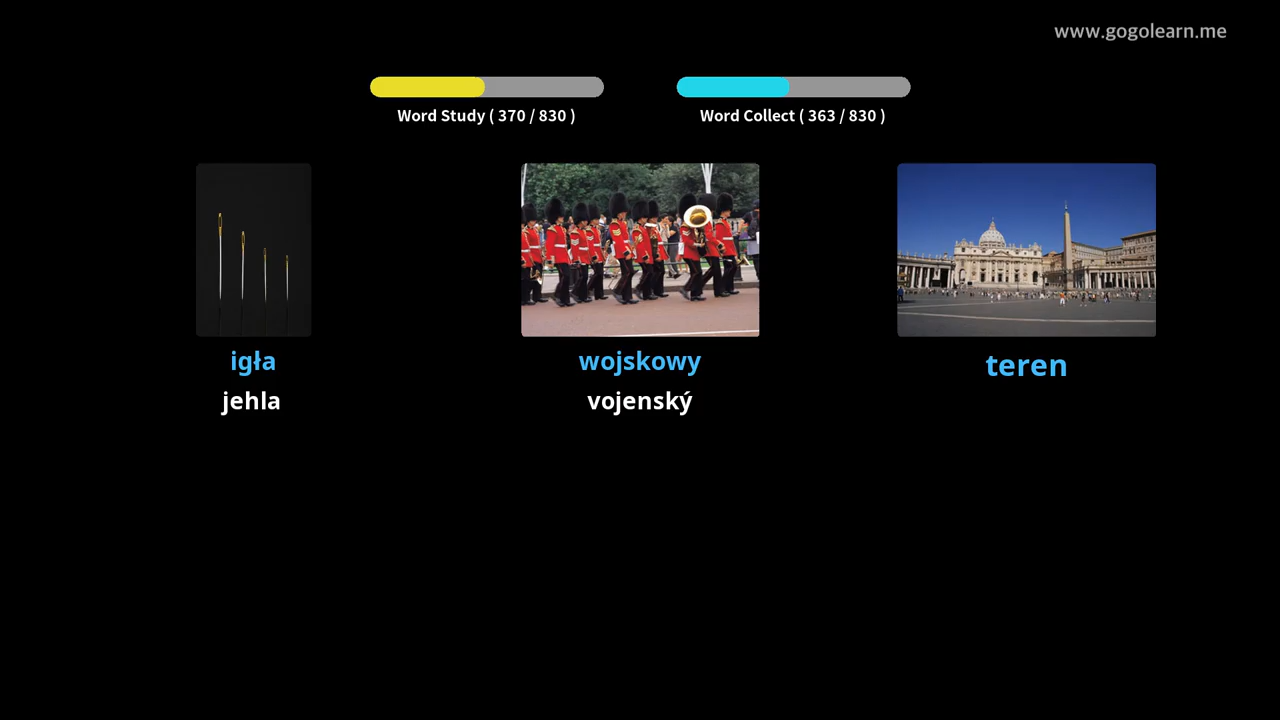 www.gogolearn.me
Word Study ( 370 / 830 )
Word Collect ( 363 / 830 )
igła
jehla
wojskowy
vojenský
teren